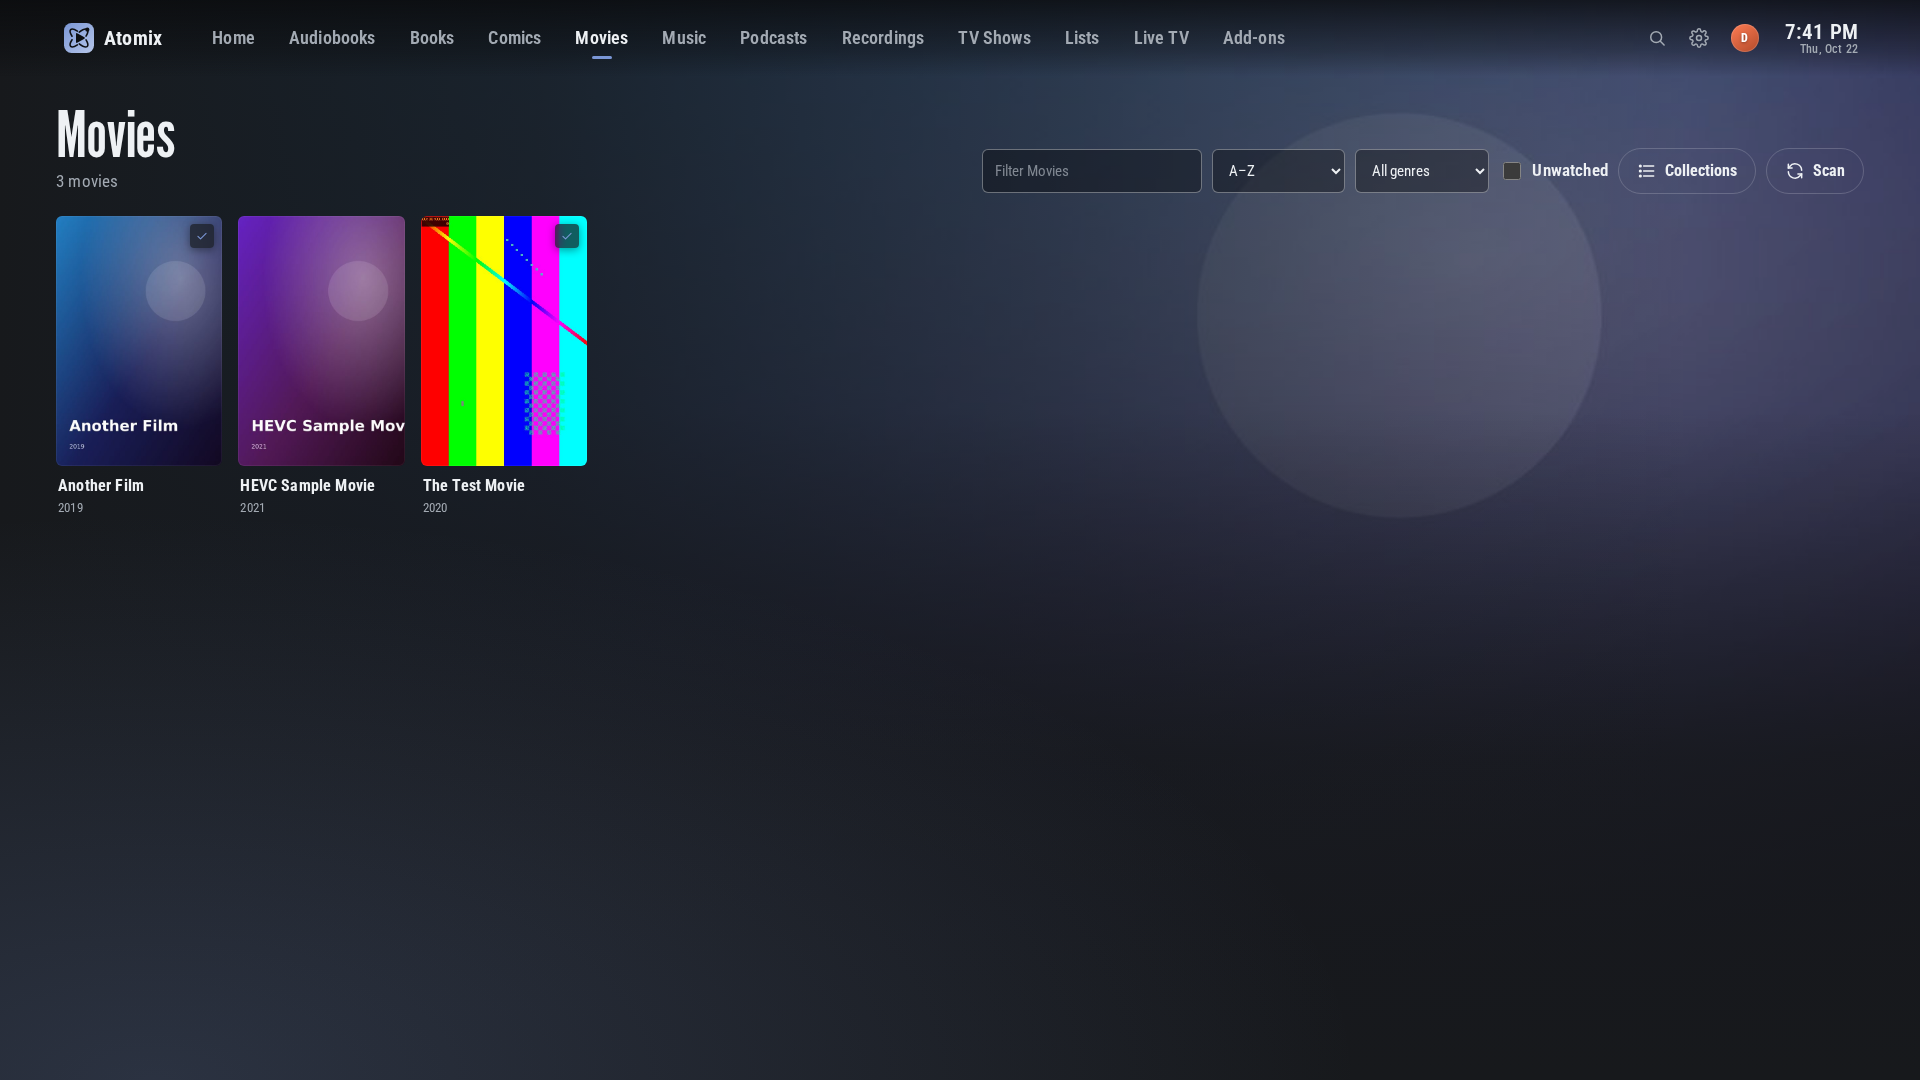 Atomix
Home
Audiobooks
Books
Comics
Movies
Music
Podcasts
Recordings
TV Shows
Lists
Live TV
Add-ons
D
7:41 PM
Thu, Oct 22
Movies
3 movies
Filter Movies
A–Z
All genres
Unwatched
Collections
Scan
Another Film
2019
HEVC Sample Mov
2021
Another Film
2019
HEVC Sample Movie
2021
The Test Movie
2020